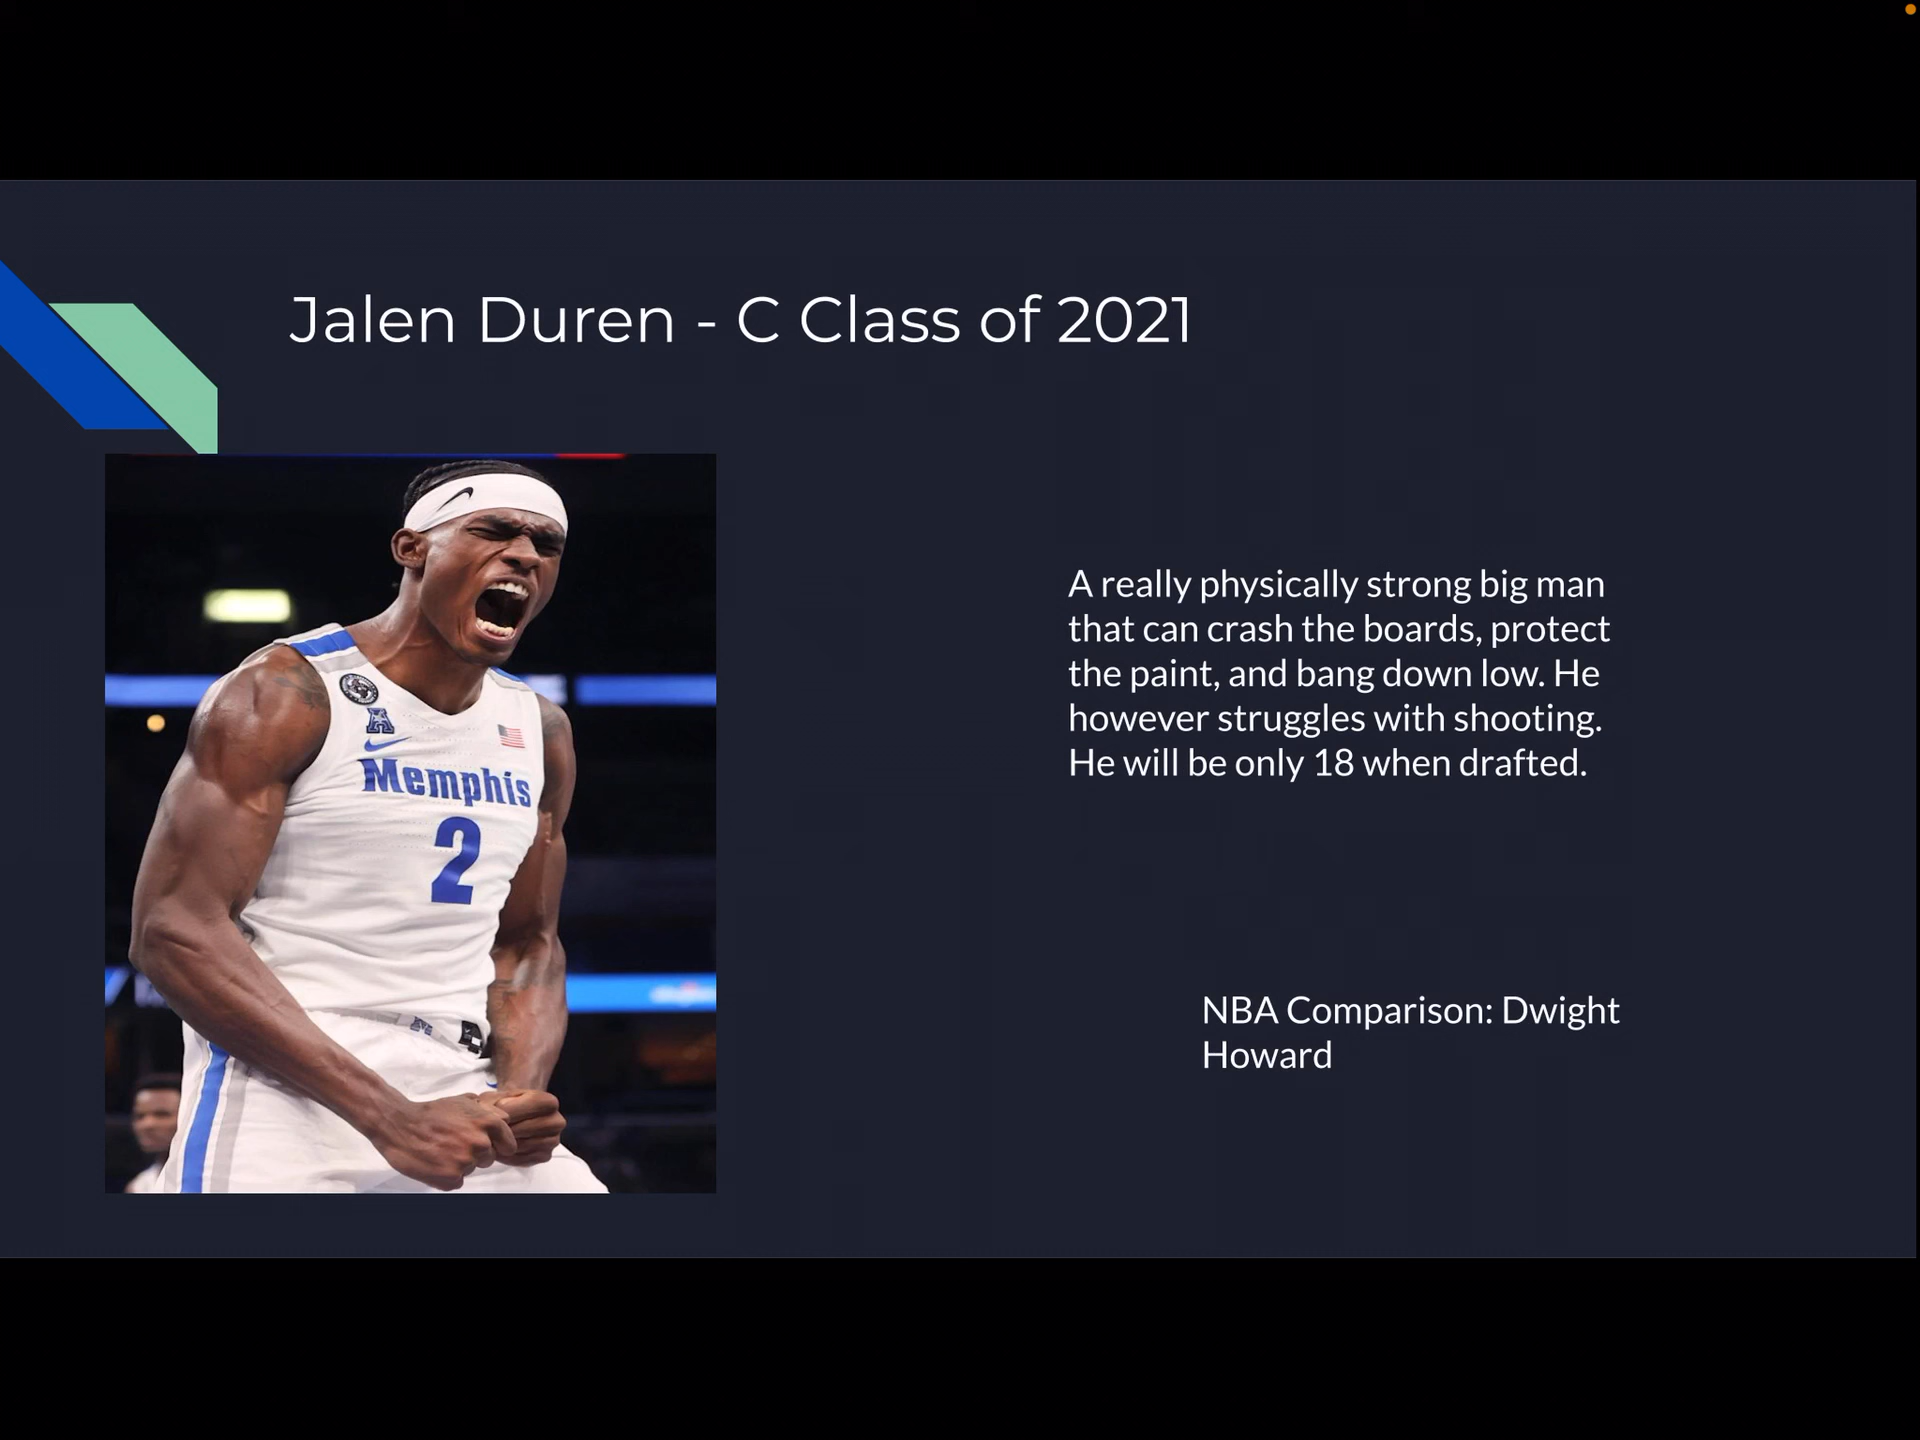 Jalen Duren - C Class of 2021
A
Memphis
2
A really physically strong big man
that can crash the boards, protect
the paint, and bang down low. He
however struggles with shooting.
He will be only 18 when drafted.
NBA Comparison: Dwight
Howard